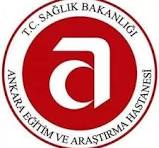 T.C. SAĞLIK BAKANLIĞI
ANKARA EĞİTİM VE ARAŞTIRMA HASTANESİ